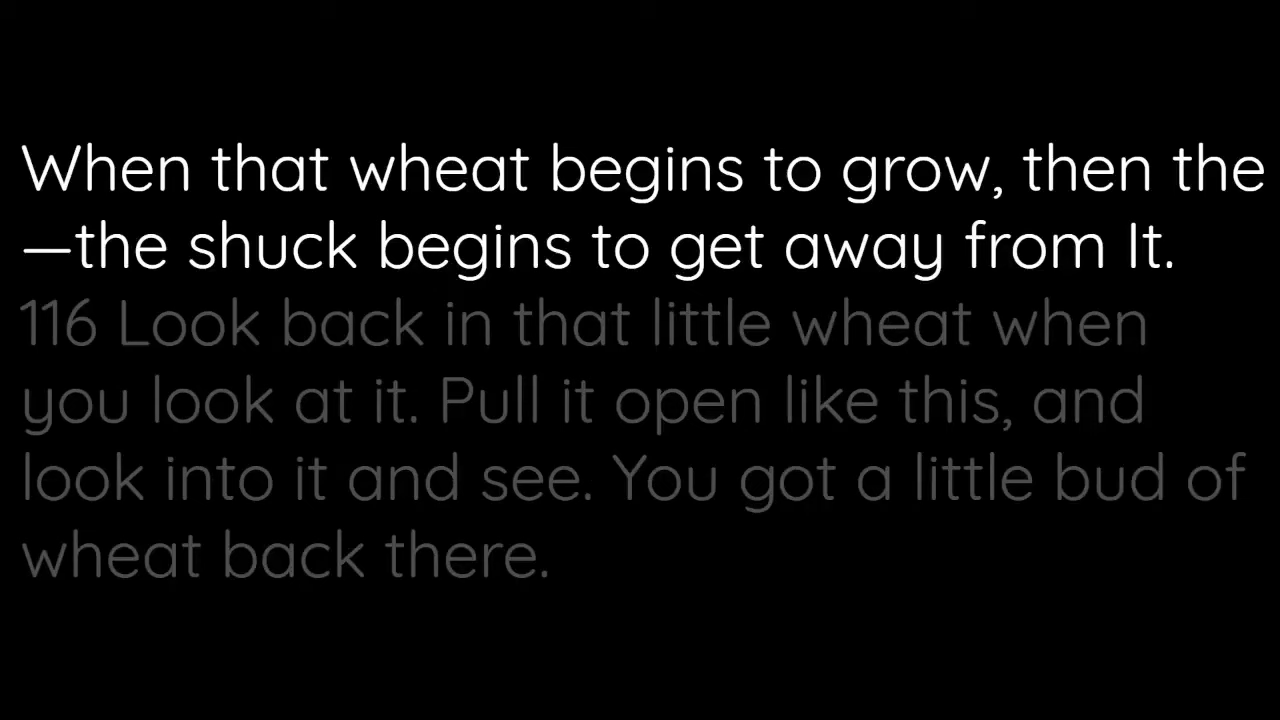 When that wheat begins to grow, then the
—the shuck begins to get away from It.
116 Look back in that little wheat when
you look at it. Pull it open like this, and
look into it and see. You got a little bud of
wheat back there.